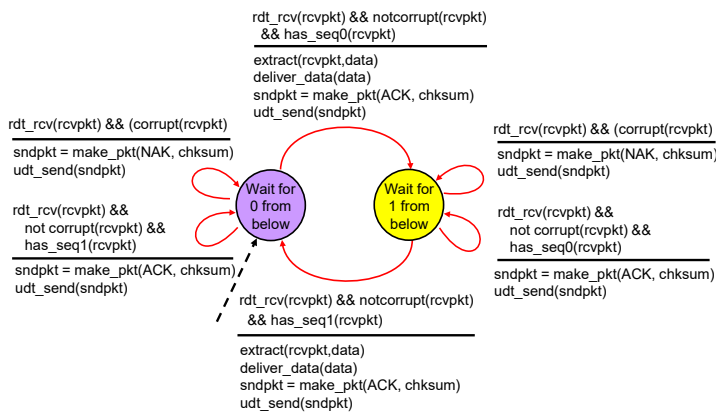 rdt_rcv(rcvpkt) && notcorrupt(rcvpkt)
&& has_seq0(rcvpkt)
extract(rcvpkt,data)
deliver_data(data)
sndpkt = make_pkt(ACK, chksum)
udt_send(sndpkt)
rdt_rcv(rcvpkt) && (corrupt(rcvpkt)
sndpkt = make_pkt(NAK, chksum)
udt_send(sndpkt)
rdt_rcv(rcvpkt) &&
not corrupt(rcvpkt) &&
has_seq1(rcvpkt)
sndpkt = make_pkt(ACK, chksum)
udt_send(sndpkt)
Wait for
0 from
below
Wait for
1 from
below
rdt_rcv(rcvpkt) && (corrupt(rcvpkt)
sndpkt = make_pkt(NAK, chksum)
udt_send(sndpkt)
rdt_rcv(rcvpkt) &&
not corrupt(rcvpkt) &&
has_seq0(rcvpkt)
sndpkt = make_pkt(ACK, chksum)
udt_send(sndpkt)
rdt_rcv(rcvpkt) && notcorrupt(rcvpkt)
&& has_seq1(rcvpkt)
extract(rcvpkt,data)
deliver_data(data)
sndpkt = make_pkt(ACK, chksum)
udt_send(sndpkt)